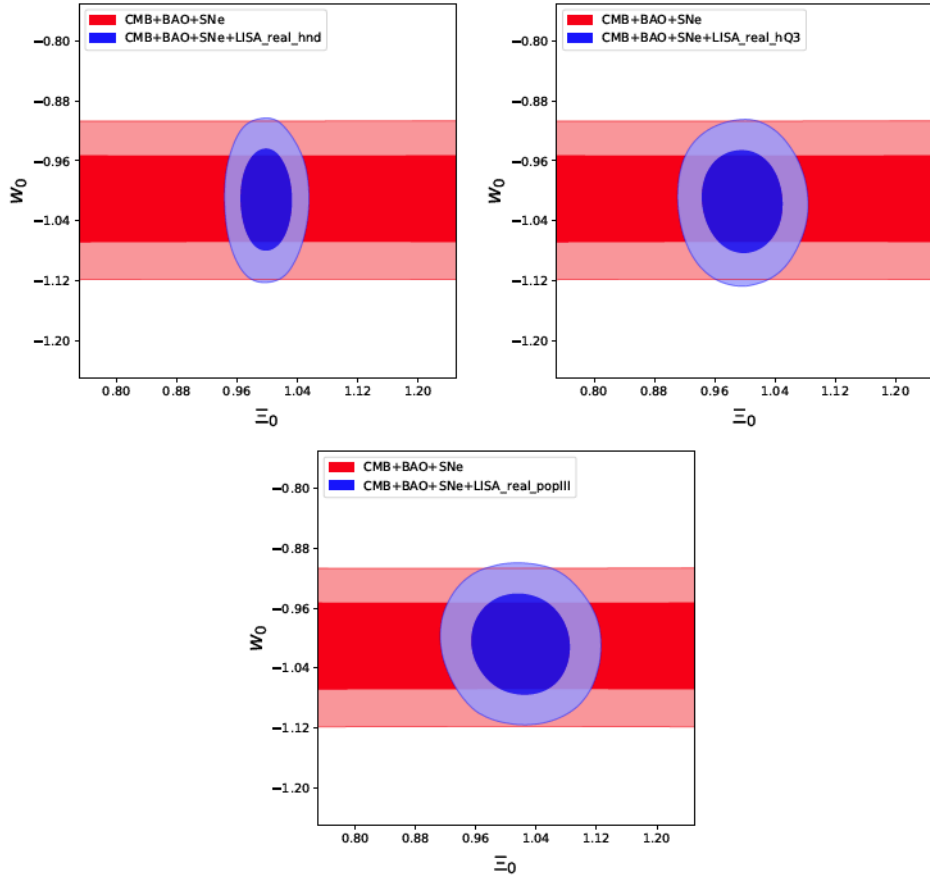 CMB+BAO+SNe
CMB+BAO+SNe+LISA_real_hnd
−0.80
−0.88
−0.96
−1.04
−1.12
−1.20
w₀
0.80 0.88 0.96 1.04 1.12 1.20
Ξ₀
CMB+BAO+SNe
CMB+BAO+SNe+LISA_real_hQ3
−0.80
−0.88
−0.96
−1.04
−1.12
−1.20
w₀
0.80 0.88 0.96 1.04 1.12 1.20
Ξ₀
CMB+BAO+SNe
CMB+BAO+SNe+LISA_real_popIII
−0.80
−0.88
−0.96
−1.04
−1.12
−1.20
w₀
0.80 0.88 0.96 1.04 1.12 1.20
Ξ₀